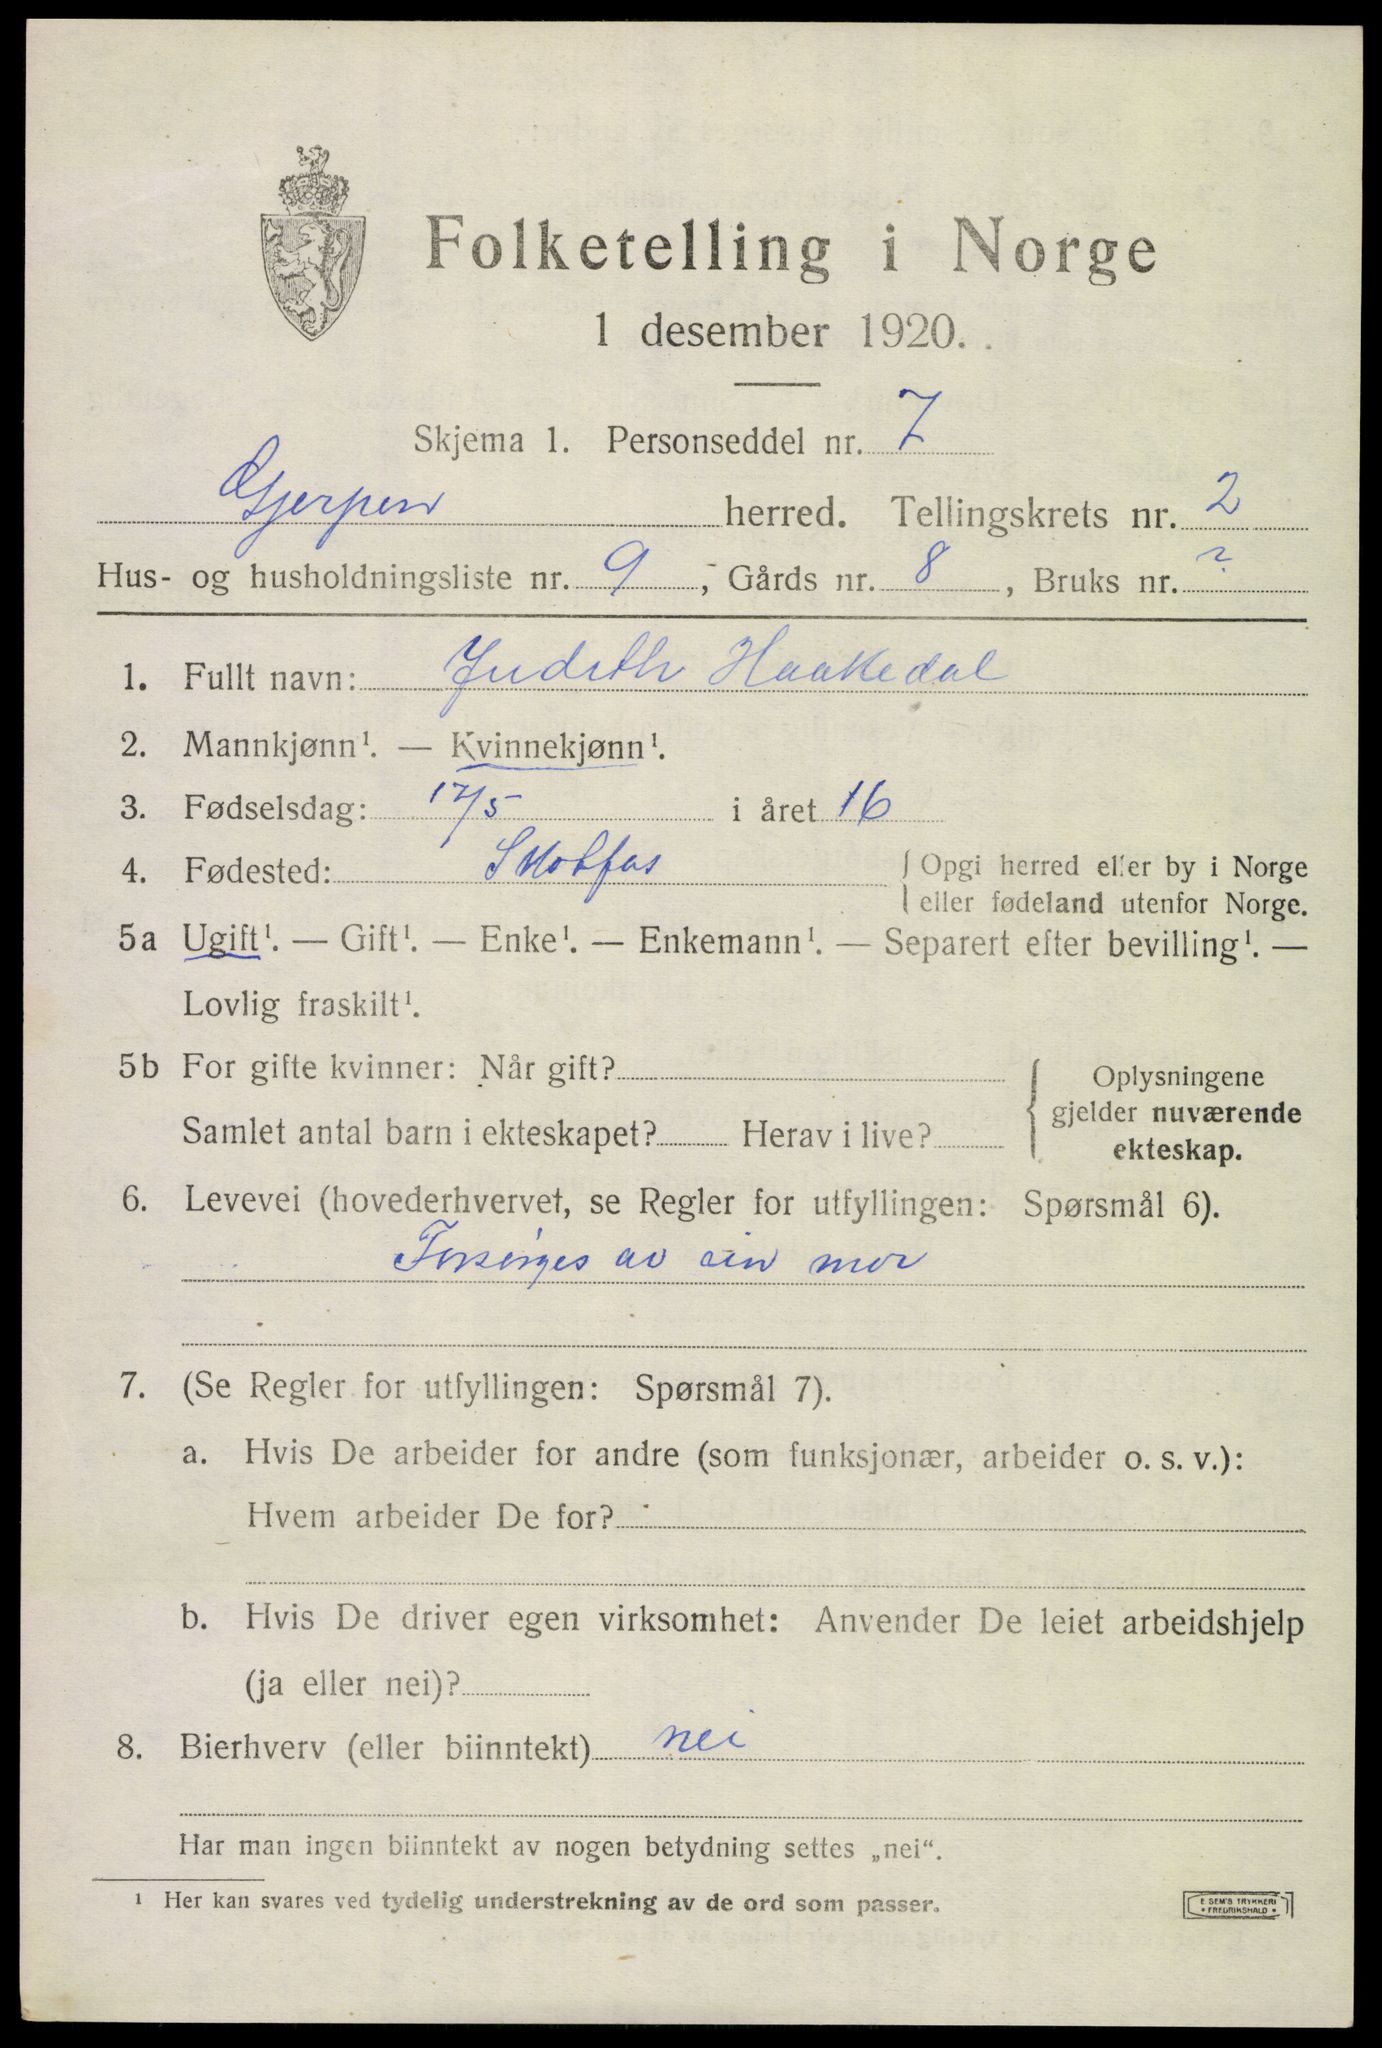 Folketelling i Norge
1 desember 1920.
Skjema 1. Personseddel nr. 7
Gjerpen herred. Tellingskrets nr. 2
Hus- og husholdningsliste nr. 9, Gårds nr. 8, Bruks nr. ?
1. Fullt navn: Judith Haakedal
2. Mannkjønn¹. — Kvinnekjønn¹.
3. Fødselsdag: 17/5 i året 16
4. Fødested: Skotfos { Opgi herred eller by i Norge
eller fødeland utenfor Norge.
5a Ugift¹. — Gift¹. — Enke¹. — Enkemann¹. — Separert efter bevilling¹. —
Lovlig fraskilt¹.
5b For gifte kvinner: Når gift?
Samlet antal barn i ekteskapet? Herav i live?
{ Oplysningene
gjelder nuværende
ekteskap.
6. Levevei (hovederhvervet, se Regler for utfyllingen: Spørsmål 6).
Forsørges av sin mor
7. (Se Regler for utfyllingen: Spørsmål 7).
a. Hvis De arbeider for andre (som funksjonær, arbeider o. s. v.):
Hvem arbeider De for?
b. Hvis De driver egen virksomhet: Anvender De leiet arbeidshjelp
(ja eller nei)?
8. Bierhverv (eller biinntekt) nei
Har man ingen biinntekt av nogen betydning settes „nei“.
¹ Her kan svares ved tydelig understrekning av de ord som passer.
E. SEM'S TRYKKERI
• FREDRIKSHALD •